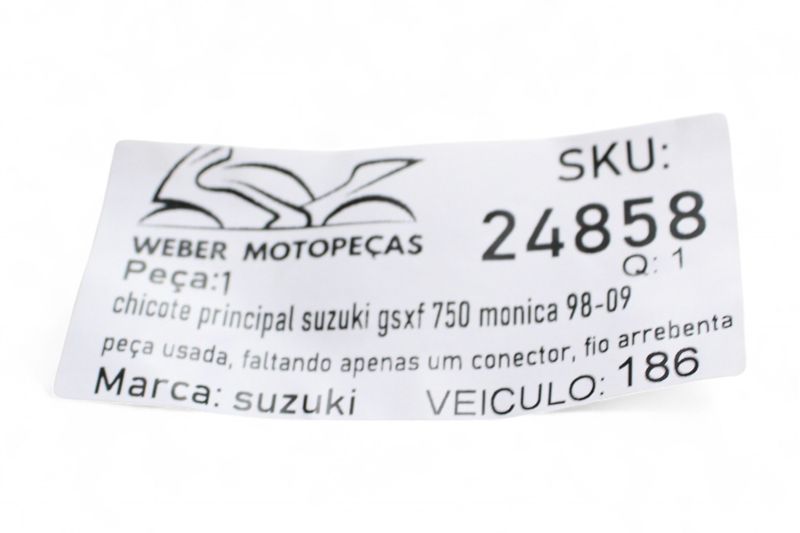 WEBER MOTOPEÇAS
SKU:
24858
Q: 1
Peça:1
chicote principal suzuki gsxf 750 monica 98-09
peça usada, faltando apenas um conector, fio arrebenta
Marca: suzuki
VEICULO: 186